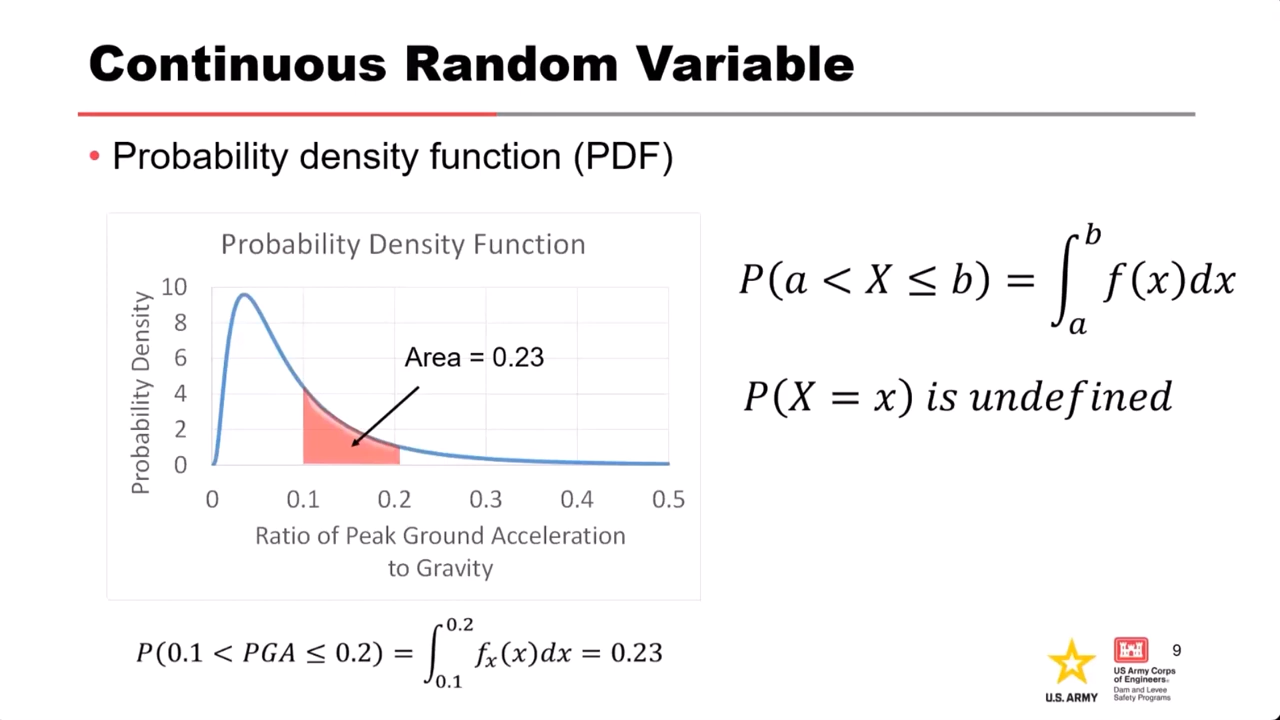 Continuous Random Variable
• Probability density function (PDF)
Probability Density Function
Probability Density
10
8
6
4
2
0
Area = 0.23
0 0.1 0.2 0.3 0.4 0.5
Ratio of Peak Ground Acceleration
to Gravity
P(0.1 < PGA ≤ 0.2) = ∫_{0.1}^{0.2} f_x(x)dx = 0.23
P(a < X ≤ b) = ∫_a^b f(x)dx
P(X = x) is undefined
U.S. ARMY
US Army Corps
of Engineers®
Dam and Levee
Safety Programs
9